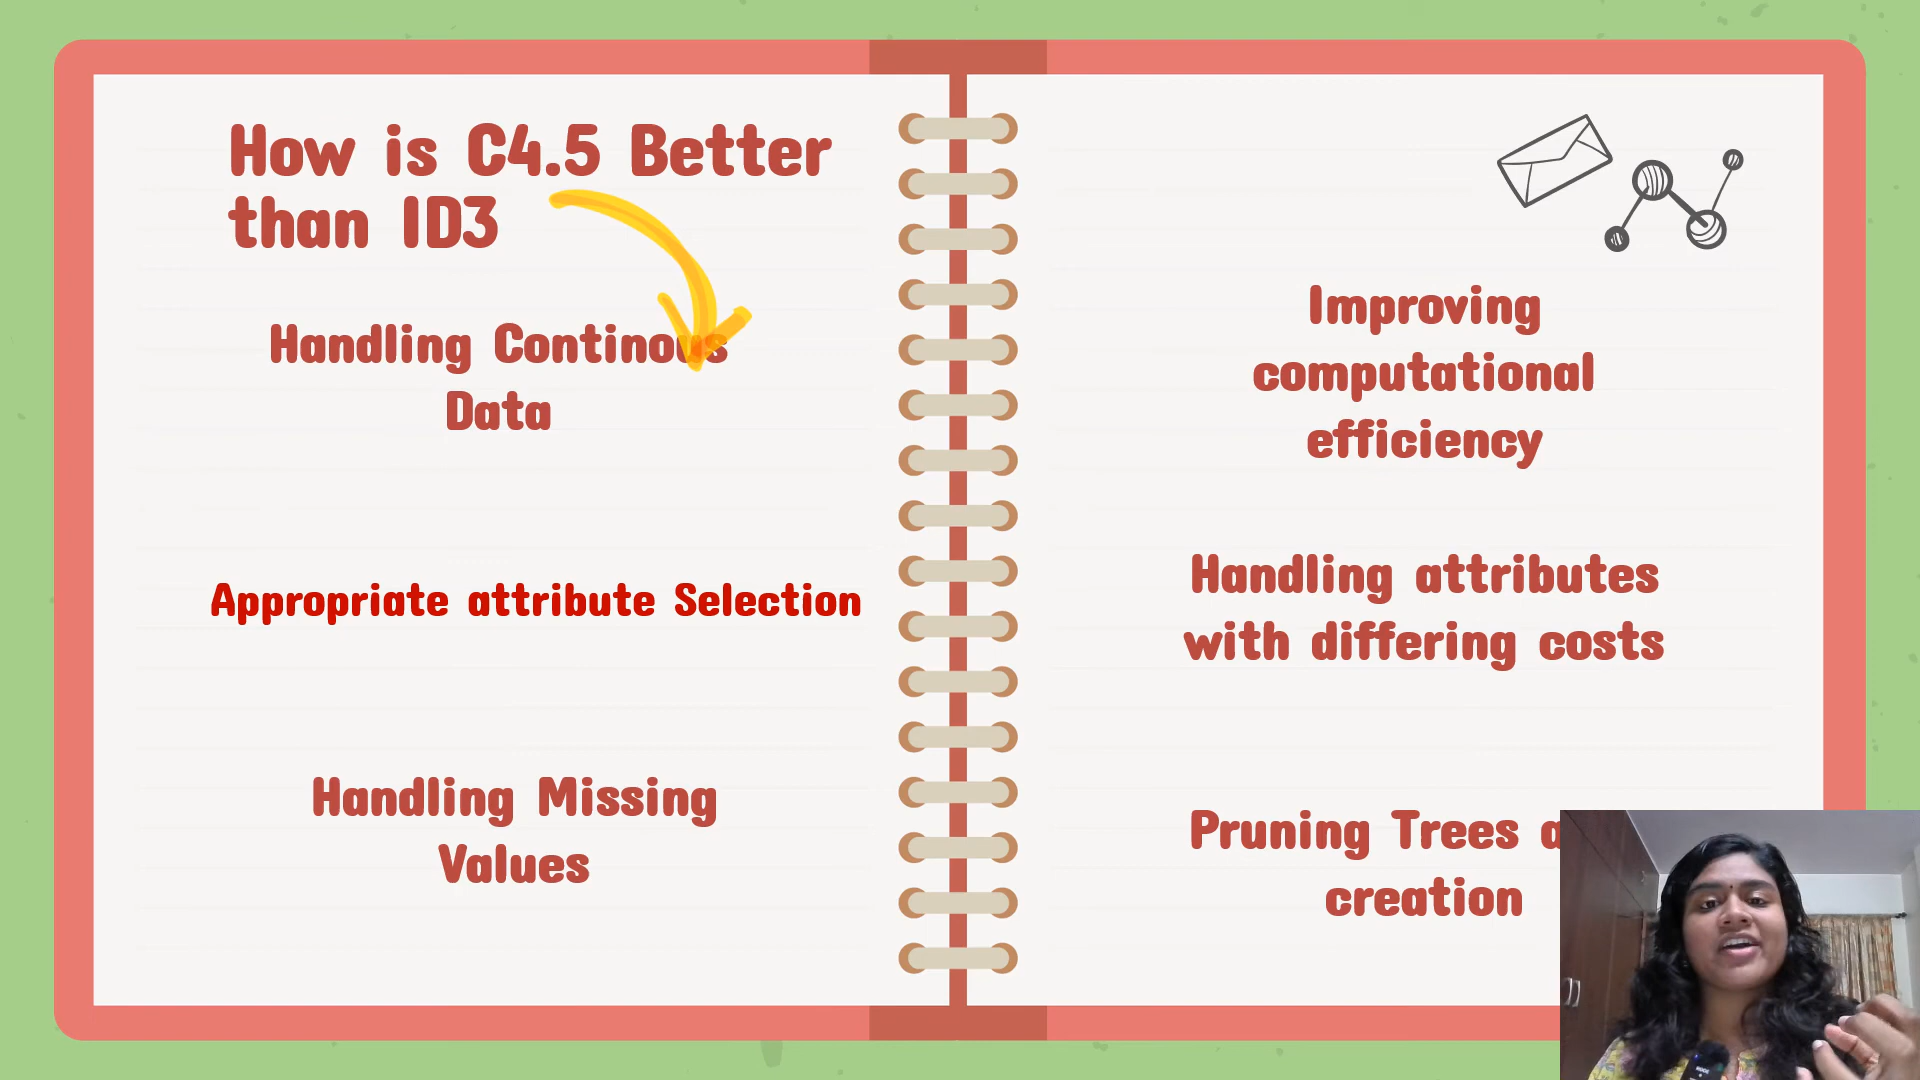 How is C4.5 Better
than ID3
Handling Continous
Data
Appropriate attribute Selection
Handling Missing
Values
Improving
computational
efficiency
Handling attributes
with differing costs
Pruning Trees
creation